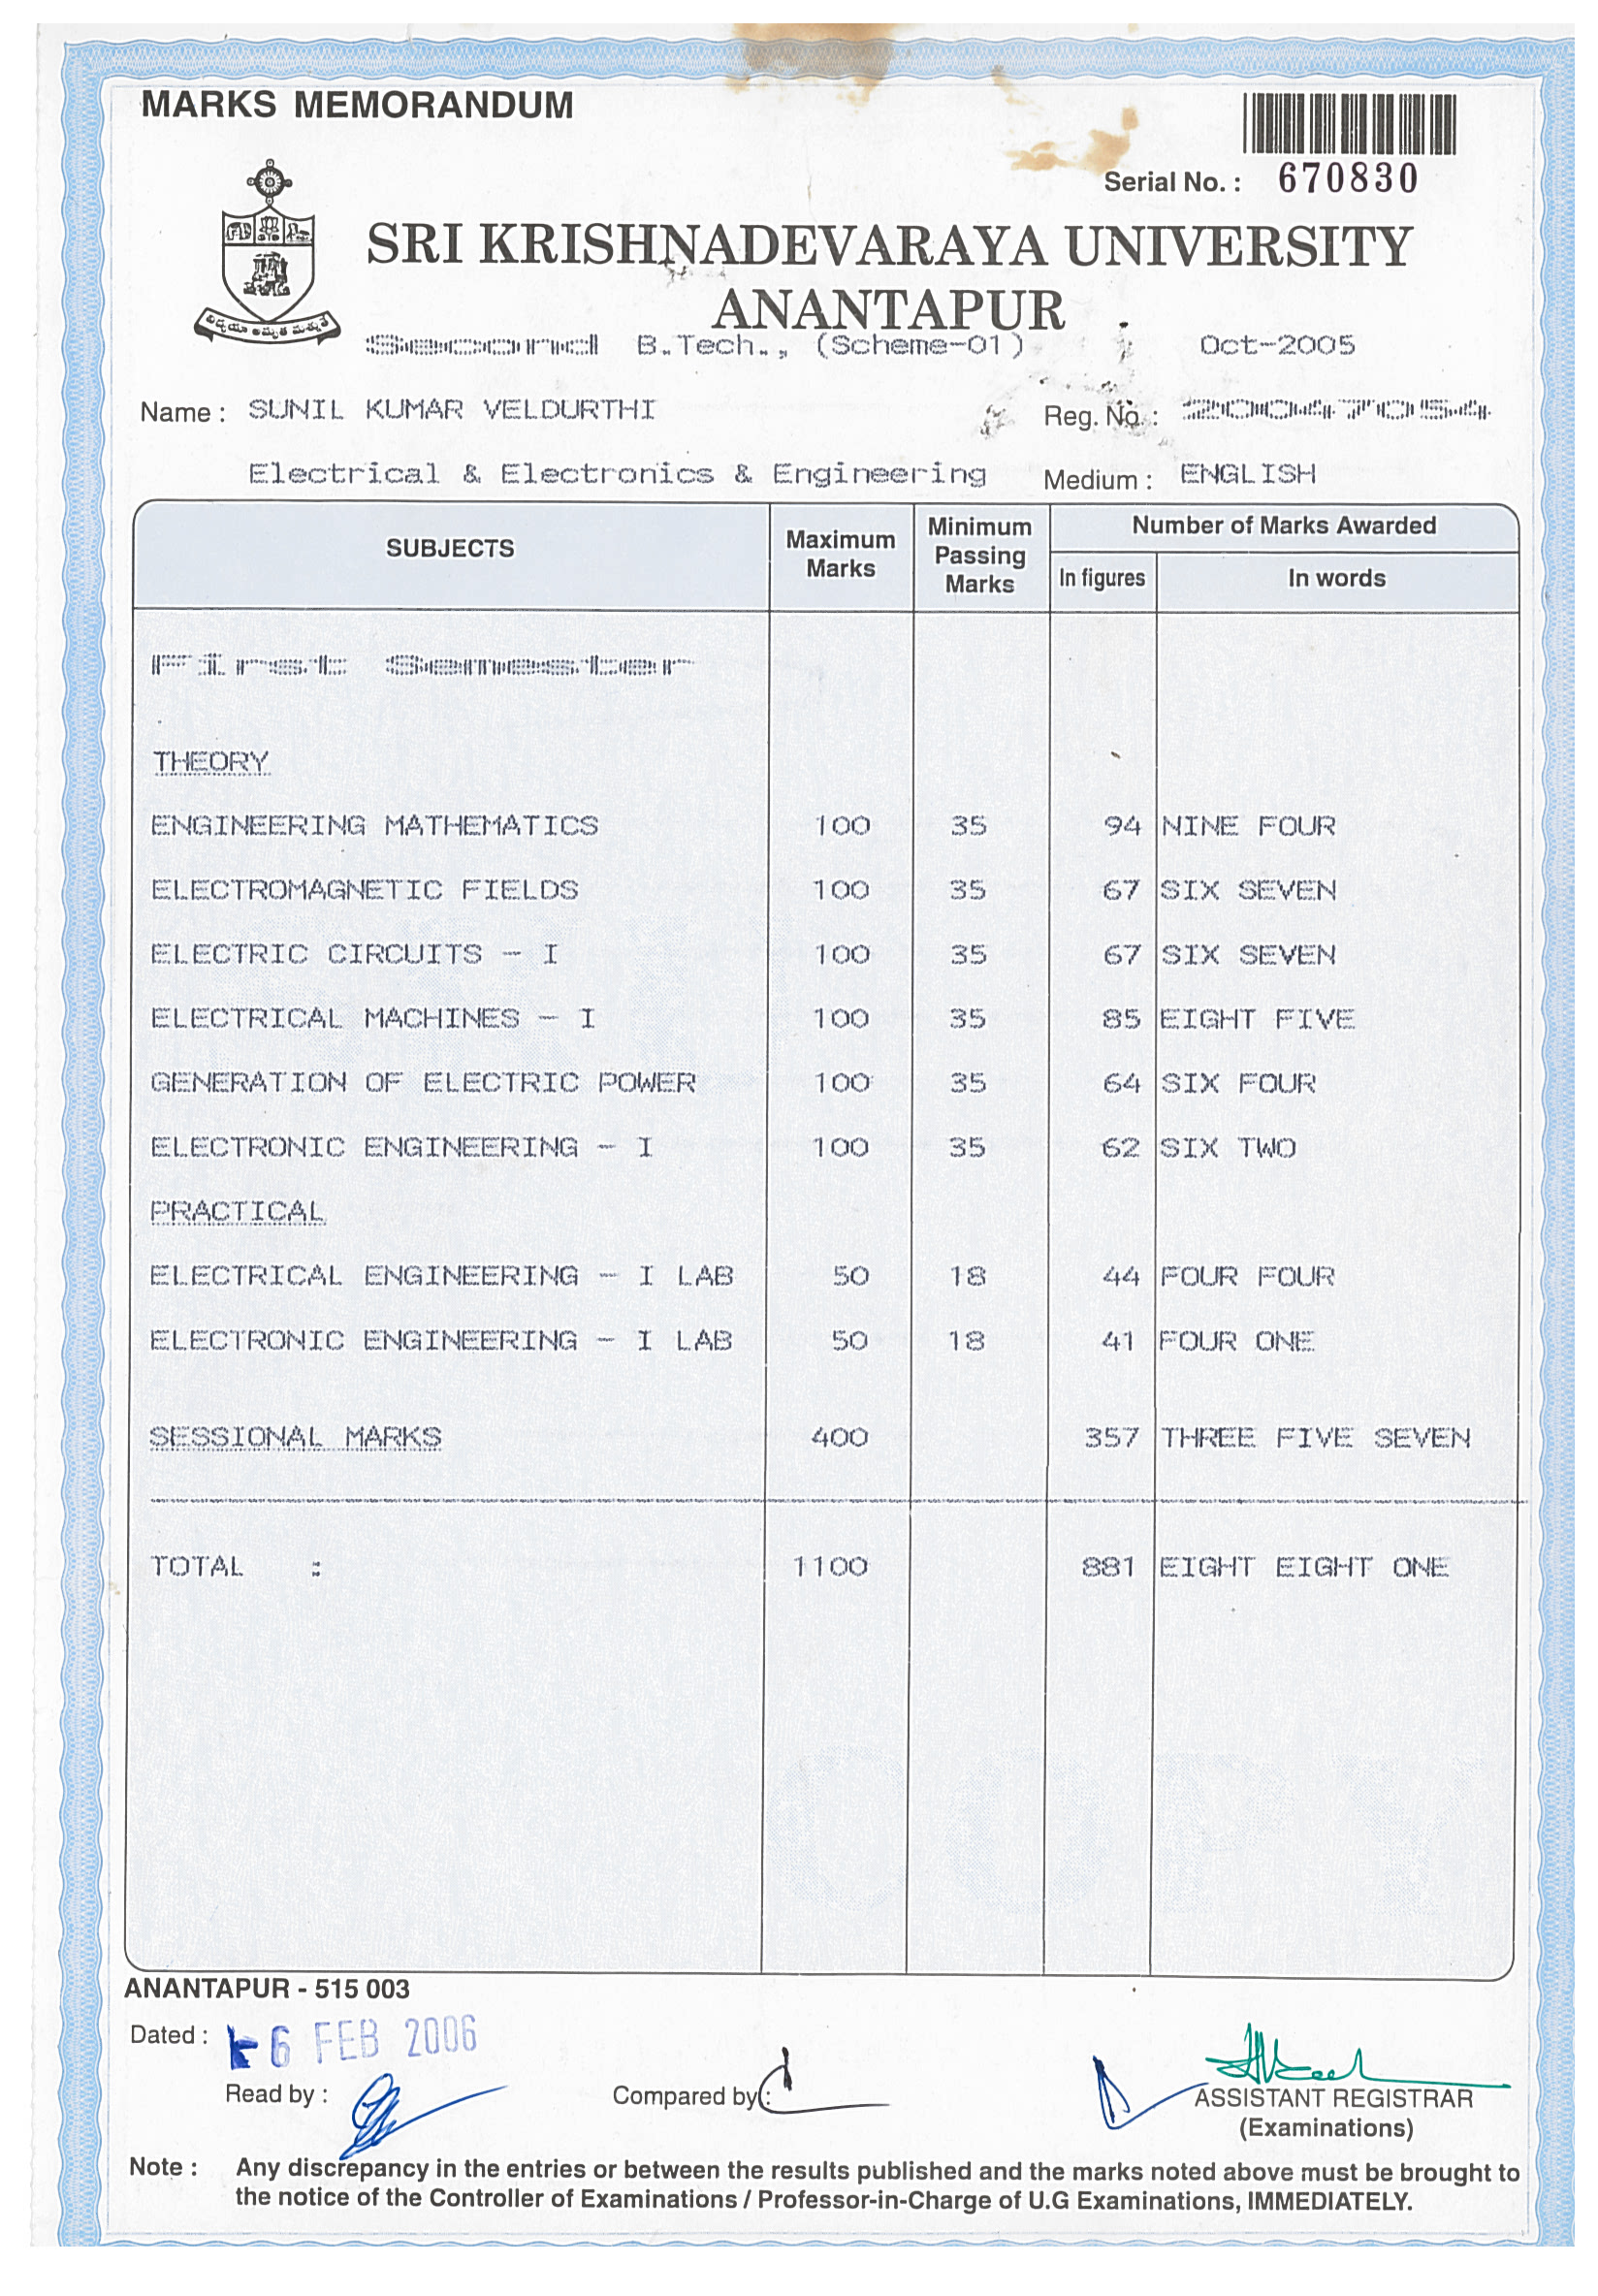 MARKS MEMORANDUM
Serial No. : 670830
SRI KRISHNADEVARAYA UNIVERSITY
ANANTAPUR
విద్యయా అమృత మశ్నుతే
Second B.Tech., (Scheme-01) Oct-2005
Name : SUNIL KUMAR VELDURTHI Reg. No. : 20047054
Electrical & Electronics & Engineering Medium : ENGLISH
SUBJECTS Maximum Marks Minimum Passing Marks Number of Marks Awarded
In figures In words
First Semester
THEORY
ENGINEERING MATHEMATICS 100 35 94 NINE FOUR
ELECTROMAGNETIC FIELDS 100 35 67 SIX SEVEN
ELECTRIC CIRCUITS - I 100 35 67 SIX SEVEN
ELECTRICAL MACHINES - I 100 35 85 EIGHT FIVE
GENERATION OF ELECTRIC POWER 100 35 64 SIX FOUR
ELECTRONIC ENGINEERING - I 100 35 62 SIX TWO
PRACTICAL
ELECTRICAL ENGINEERING - I LAB 50 18 44 FOUR FOUR
ELECTRONIC ENGINEERING - I LAB 50 18 41 FOUR ONE
SESSIONAL MARKS 400 357 THREE FIVE SEVEN
TOTAL : 1100 881 EIGHT EIGHT ONE
ANANTAPUR - 515 003
Dated : -6 FEB 2006
Read by : Compared by :
ASSISTANT REGISTRAR
(Examinations)
Note : Any discrepancy in the entries or between the results published and the marks noted above must be brought to
the notice of the Controller of Examinations / Professor-in-Charge of U.G Examinations, IMMEDIATELY.